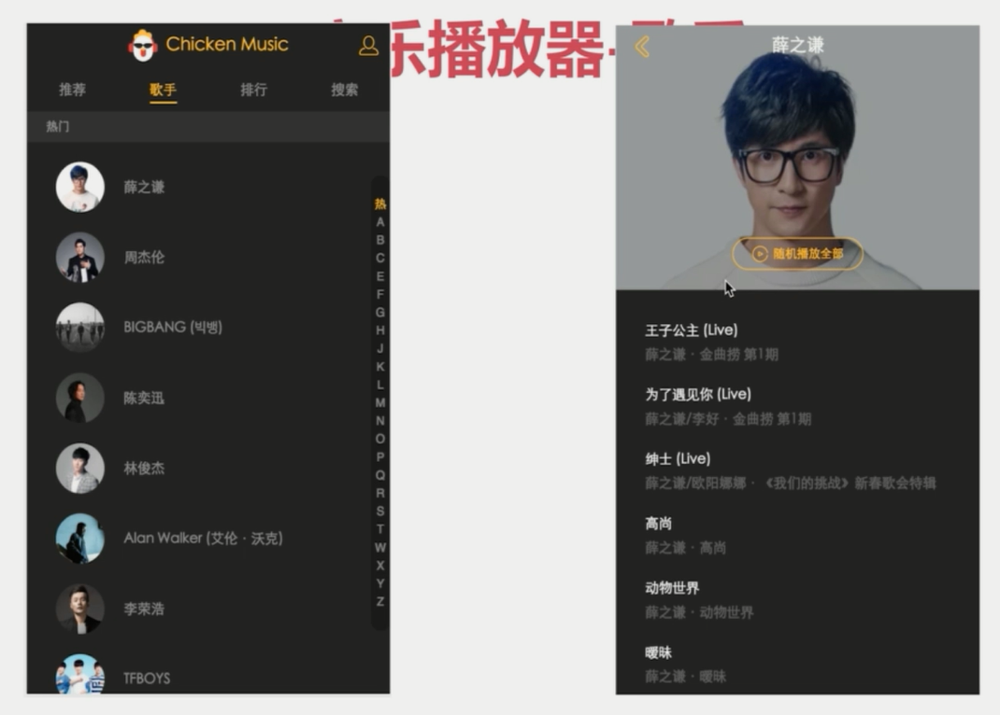 乐播放器·歌手
Chicken Music
推荐
歌手
排行
搜索
热门
薛之谦
周杰伦
BIGBANG (빅뱅)
陈奕迅
林俊杰
Alan Walker (艾伦 · 沃克)
李荣浩
TFBOYS
热
A
B
C
E
F
G
H
J
K
L
M
N
O
P
Q
R
S
T
W
X
Y
Z
薛之谦
随机播放全部
王子公主 (Live)
薛之谦 · 金曲捞 第1期
为了遇见你 (Live)
薛之谦/李好 · 金曲捞 第1期
绅士 (Live)
薛之谦/欧阳娜娜 · 《我们的挑战》新春歌会特辑
高尚
薛之谦 · 高尚
动物世界
薛之谦 · 动物世界
暧昧
薛之谦 · 暧昧